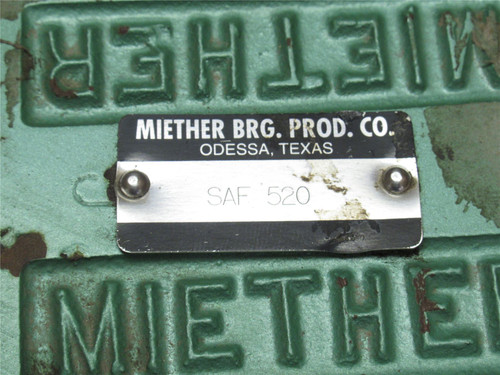 MIETHER
MIETHER BRG. PROD. CO.
ODESSA, TEXAS
SAF 520
MIETHER